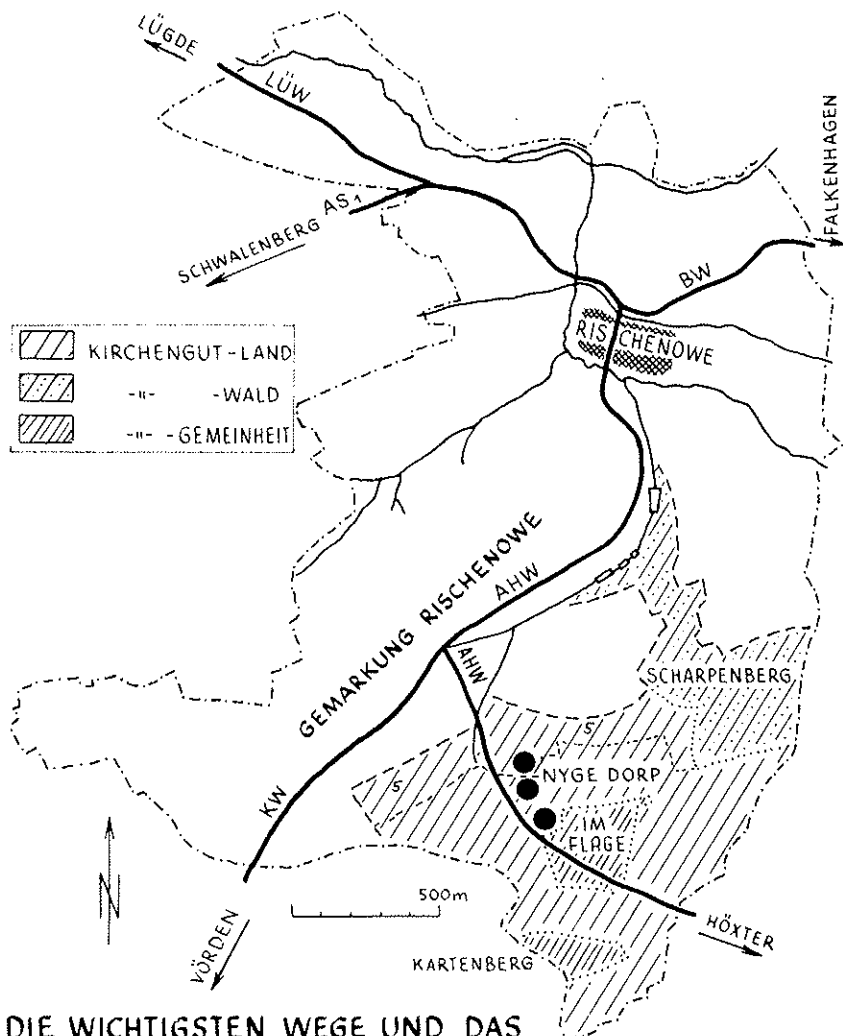 LÜGDE
LÜW
FALKENHAGEN
AS1
SCHWALENBERG
BW
RISCHENOWE
KIRCHENGUT-LAND
-"- -WALD
-"- -GEMEINHEIT
GEMARKUNG RISCHENOWE
AHW
AHW
SCHARPENBERG
S
NYGE DORP
S
IM
FLAGE
KW
N
500m
VÖRDEN
HÖXTER
KARTENBERG
DIE WICHTIGSTEN WEGE UND DAS